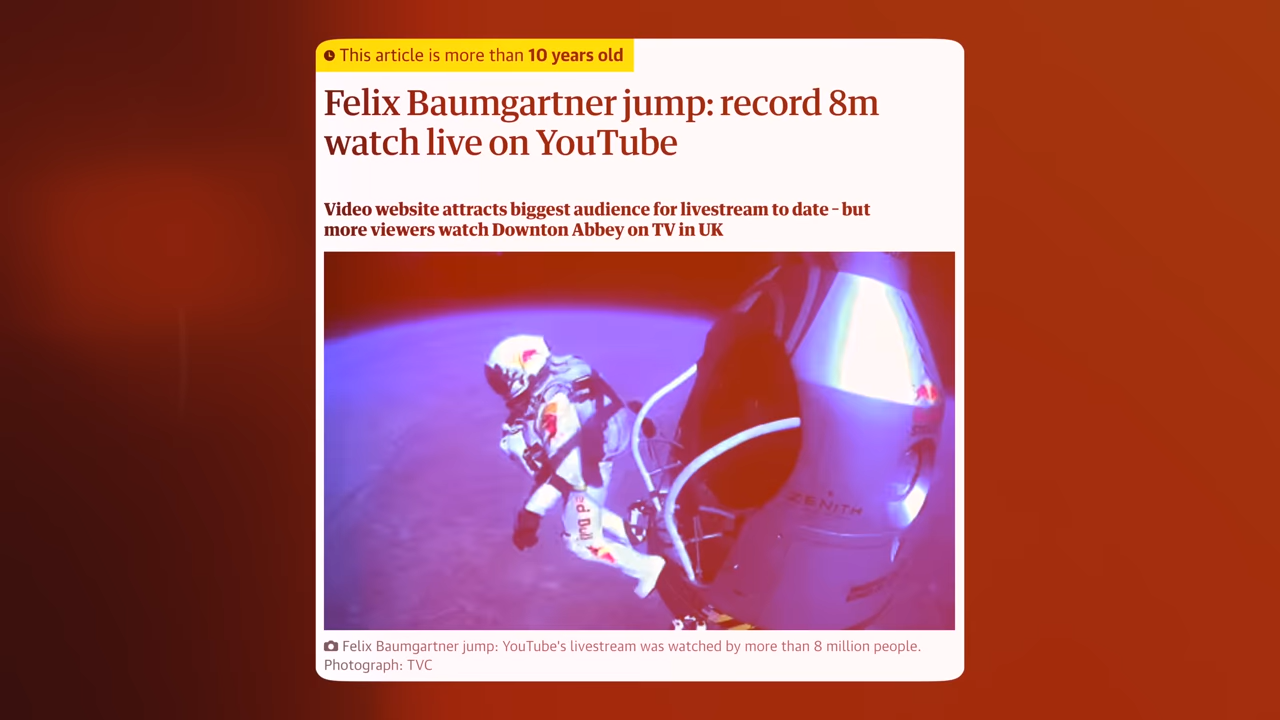 This article is more than 10 years old
Felix Baumgartner jump: record 8m
watch live on YouTube
Video website attracts biggest audience for livestream to date – but
more viewers watch Downton Abbey on TV in UK
ZENITH
Felix Baumgartner jump: YouTube's livestream was watched by more than 8 million people.
Photograph: TVC